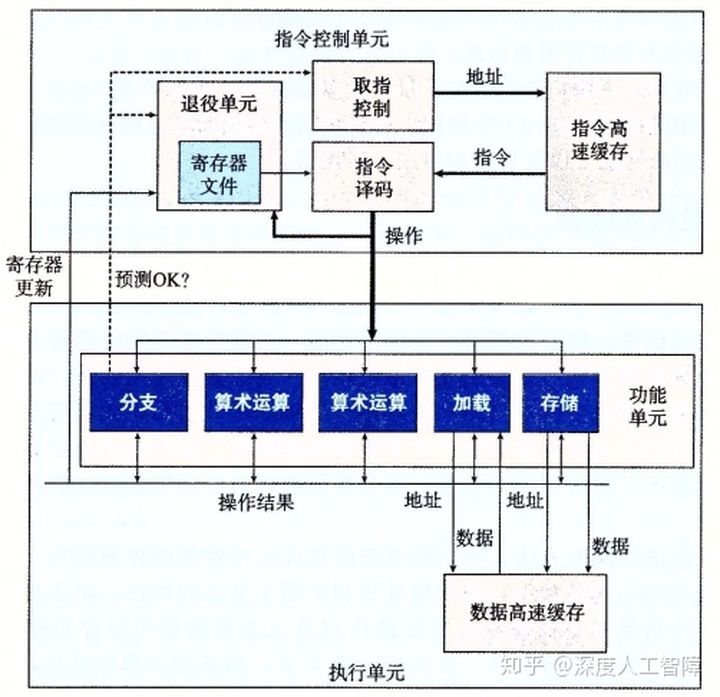 指令控制单元
退役单元
取指
控制
地址
指令高
速缓存
寄存器
文件
指令
译码
指令
操作
寄存器
更新
预测OK?
分支
算术运算
算术运算
加载
存储
功能
单元
操作结果
地址
地址
数据
数据
数据高速缓存
执行单元
知乎 @深度人工智障